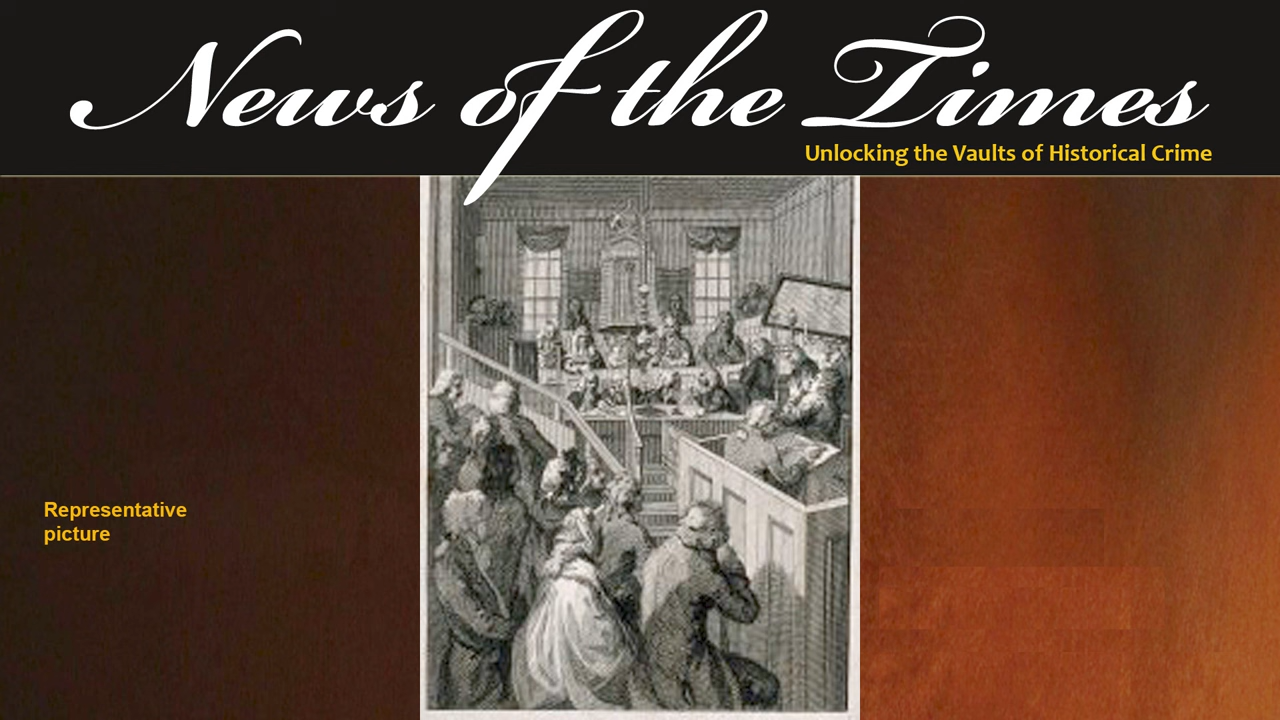 News of the Times
Unlocking the Vaults of Historical Crime
Representative
picture